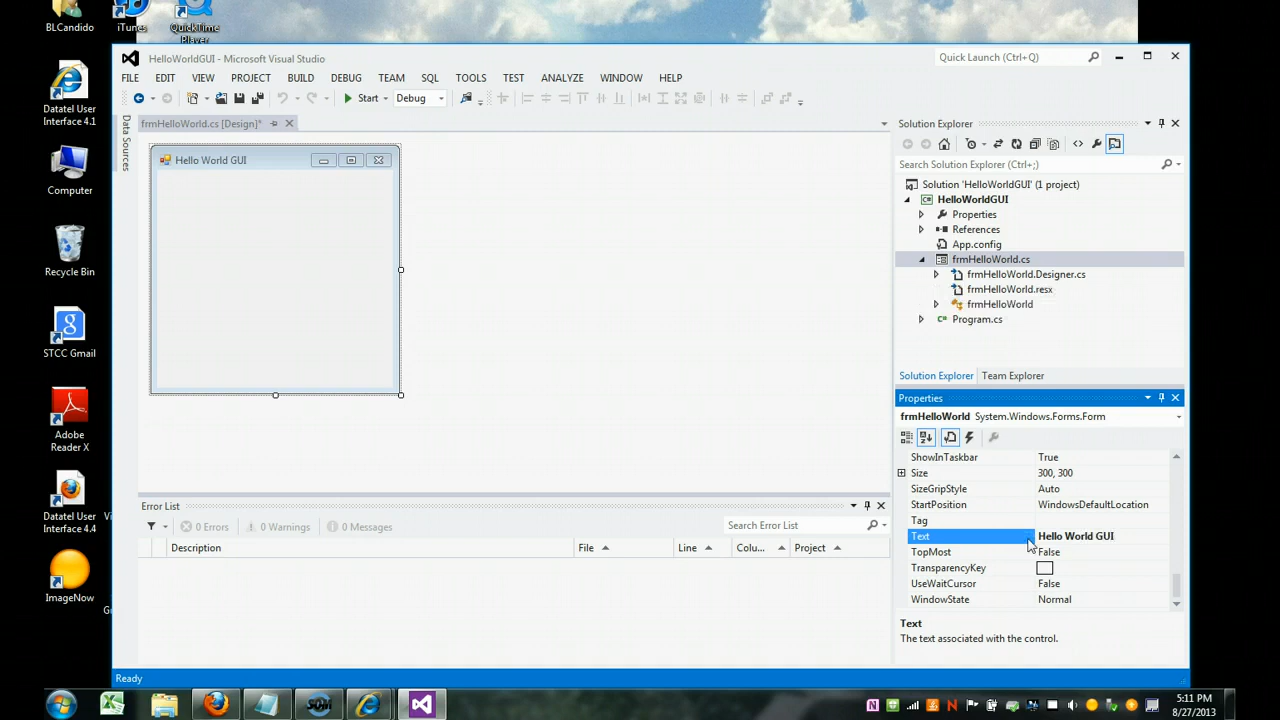 BLCandido
iTunes
QuickTime
Player
Datatel User
Interface 4.1
Computer
Recycle Bin
STCC Gmail
Adobe
Reader X
Datatel User
Interface 4.4
ImageNow
HelloWorldGUI - Microsoft Visual Studio
Quick Launch (Ctrl+Q)
FILE EDIT VIEW PROJECT BUILD DEBUG TEAM SQL TOOLS TEST ANALYZE WINDOW HELP
Start Debug
Data Sources
frmHelloWorld.cs [Design]*
Hello World GUI
Solution Explorer
Search Solution Explorer (Ctrl+;)
Solution 'HelloWorldGUI' (1 project)
HelloWorldGUI
Properties
References
App.config
frmHelloWorld.cs
frmHelloWorld.Designer.cs
frmHelloWorld.resx
frmHelloWorld
Program.cs
Solution Explorer Team Explorer
Properties
frmHelloWorld System.Windows.Forms.Form
ShowInTaskbar True
Size 300, 300
SizeGripStyle Auto
StartPosition WindowsDefaultLocation
Tag
Text Hello World GUI
TopMost False
TransparencyKey
UseWaitCursor False
WindowState Normal
Text
The text associated with the control.
Error List
0 Errors 0 Warnings 0 Messages
Search Error List
Description File Line Colu... Project
Ready
5:11 PM
8/27/2013